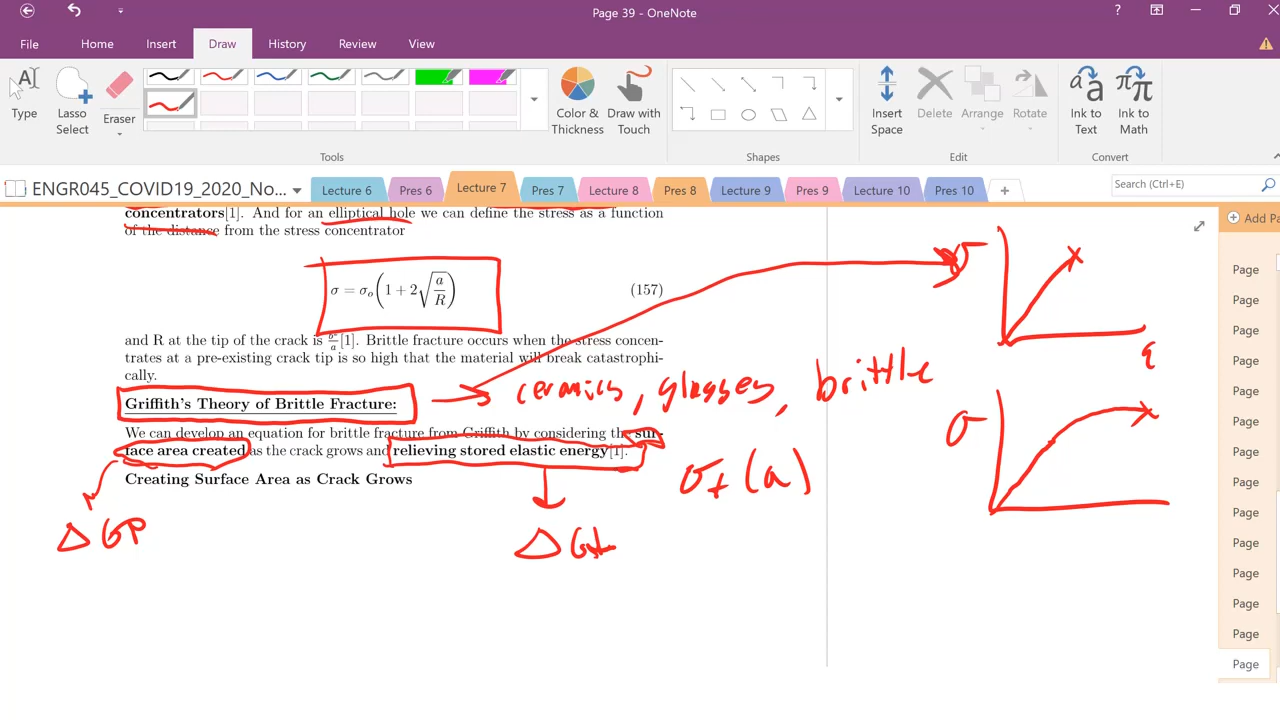 Page 39 - OneNote
?
File Home Insert Draw History Review View
Type
Lasso Select
Eraser
Color & Thickness
Draw with Touch
Insert Space
Delete
Arrange
Rotate
Ink to Text
Ink to Math
Tools
Shapes
Edit
Convert
ENGR045_COVID19_2020_No...
Lecture 6 Pres 6 Lecture 7 Pres 7 Lecture 8 Pres 8 Lecture 9 Pres 9 Lecture 10 Pres 10 +
Search (Ctrl+E)
Add Pa
concentrators[1]. And for an elliptical hole we can define the stress as a function
of the distance from the stress concentrator
σ = σo(1 + 2√(a/R)) (157)
and R at the tip of the crack is b²/a [1]. Brittle fracture occurs when the stress concen-
trates at a pre-existing crack tip is so high that the material will break catastrophi-
cally.
Griffith's Theory of Brittle Fracture:
ceramics, glasses, brittle
We can develop an equation for brittle fracture from Griffith by considering the sur-
face area created as the crack grows and relieving stored elastic energy[1].
Creating Surface Area as Crack Grows
σf (a)
Δ GP
Δ G↓
σ
σ
Page
Page
Page
Page
Page
Page
Page
Page
Page
Page
Page
Page
Page
Page